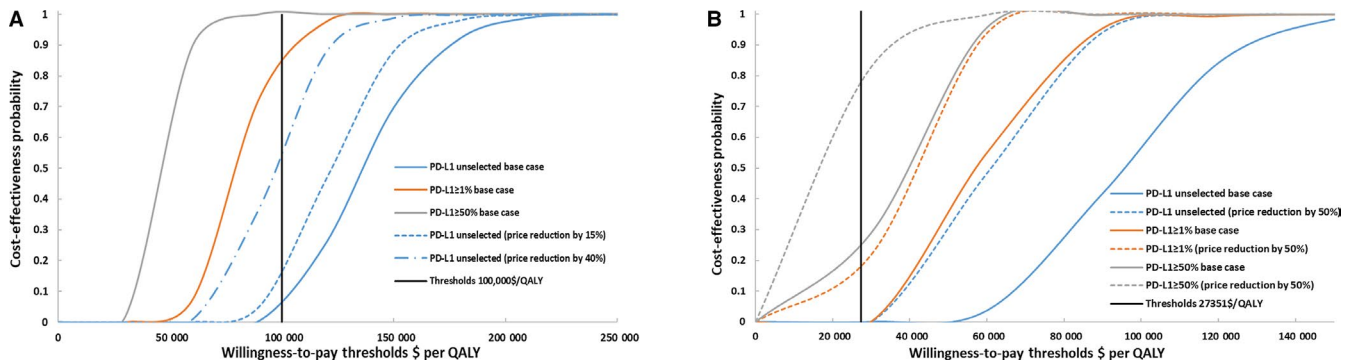 A
Cost-effectiveness probability
1
0.9
0.8
0.7
0.6
0.5
0.4
0.3
0.2
0.1
0
PD-L1 unselected base case
PD-L1≥1% base case
PD-L1≥50% base case
PD-L1 unselected (price reduction by 15%)
PD-L1 unselected (price reduction by 40%)
Thresholds 100,000$/QALY
0 50 000 100 000 150 000 200 000 250 000
Willingness-to-pay thresholds $ per QALY
B
Cost-effectiveness probability
1
0.9
0.8
0.7
0.6
0.5
0.4
0.3
0.2
0.1
0
PD-L1 unselected base case
PD-L1 unselected (price reduction by 50%)
PD-L1≥1% base case
PD-L1≥1% (price reduction by 50%)
PD-L1≥50% base case
PD-L1≥50% (price reduction by 50%)
Thresholds 27351$/QALY
0 20 000 40 000 60 000 80 000 100 000 120 000 140 000
Willingness-to-pay thresholds $ per QALY